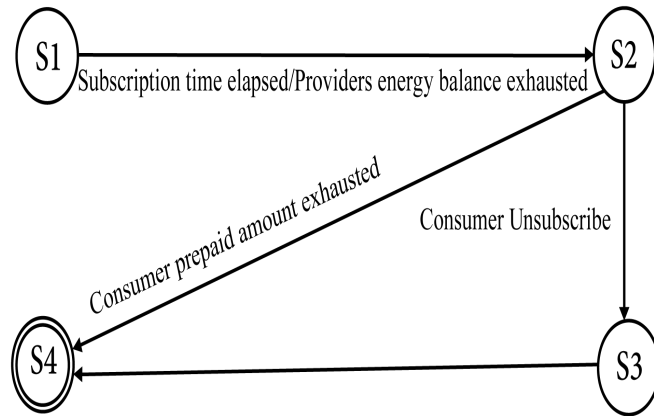 S1
S2
Subscription time elapsed/Providers energy balance exhausted
Consumer prepaid amount exhausted
Consumer Unsubscribe
S4
S3